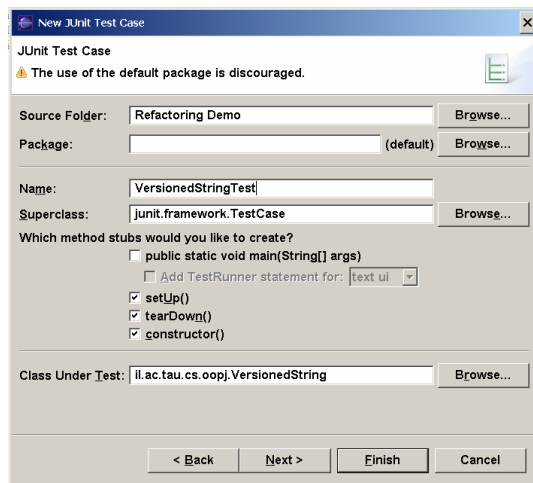 New JUnit Test Case
JUnit Test Case
The use of the default package is discouraged.
Source Folder: Refactoring Demo Browse...
Package: (default) Browse...
Name: VersionedStringTest
Superclass: junit.framework.TestCase Browse...
Which method stubs would you like to create?
public static void main(String[] args)
Add TestRunner statement for: text ui
setUp()
tearDown()
constructor()
Class Under Test: il.ac.tau.cs.oopj.VersionedString Browse...
< Back Next > Finish Cancel